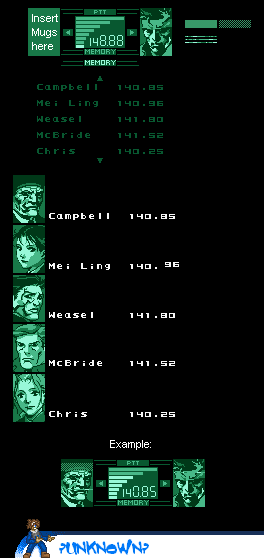 Insert
Mugs
here
PTT
148.88
MEMORY
MEMORY
Campbell 140.85
Mei Ling 140.96
Weasel 141.80
McBride 141.52
Chris 140.25
Campbell 140.85
Mei Ling 140.96
Weasel 141.80
McBride 141.52
Chris 140.25
Example:
PTT
140.85
MEMORY
?UNKNOWN?